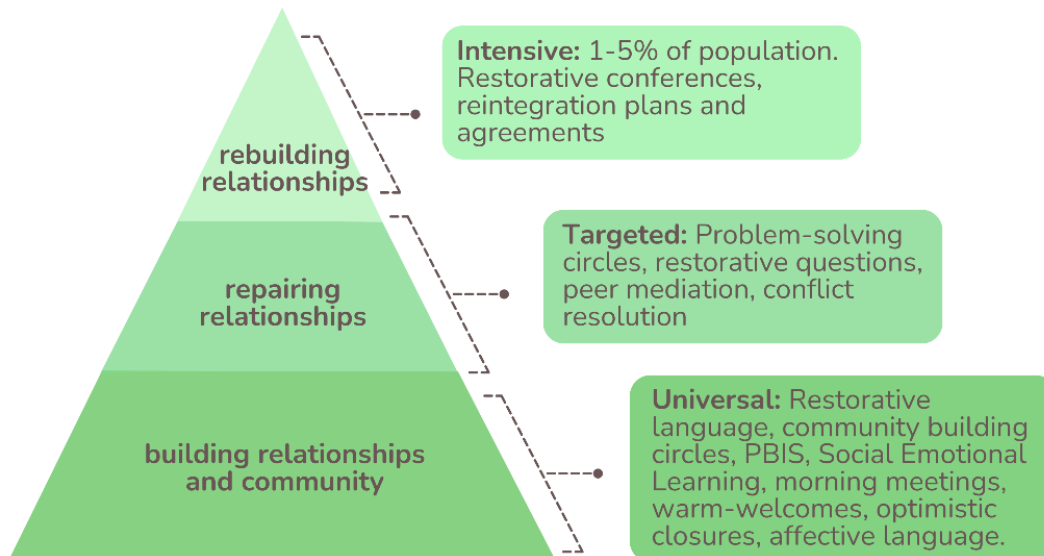 Intensive: 1-5% of population.
Restorative conferences,
reintegration plans and
agreements
rebuilding
relationships
Targeted: Problem-solving
circles, restorative questions,
peer mediation, conflict
resolution
repairing
relationships
Universal: Restorative
language, community building
circles, PBIS, Social Emotional
Learning, morning meetings,
warm-welcomes, optimistic
closures, affective language.
building relationships
and community